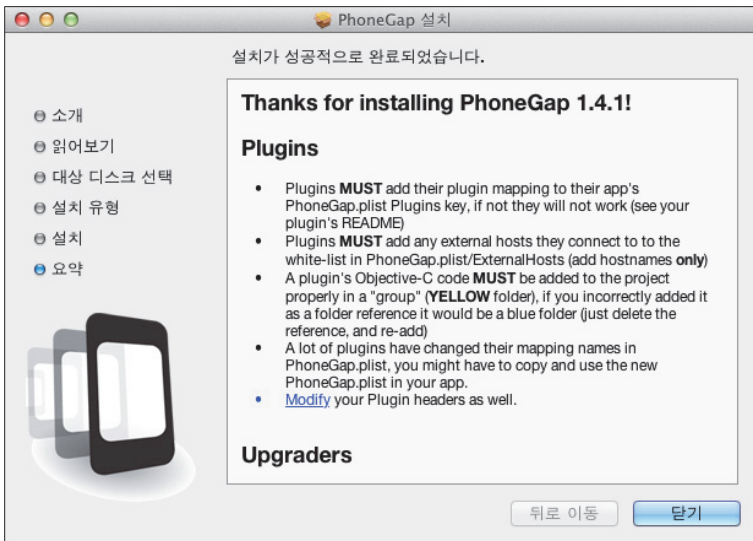 PhoneGap 설치
설치가 성공적으로 완료되었습니다.
소개
읽어보기
대상 디스크 선택
설치 유형
설치
요약
Thanks for installing PhoneGap 1.4.1!
Plugins
• Plugins MUST add their plugin mapping to their app's
PhoneGap.plist Plugins key, if not they will not work (see your
plugin's README)
• Plugins MUST add any external hosts they connect to to the
white-list in PhoneGap.plist/ExternalHosts (add hostnames only)
• A plugin's Objective-C code MUST be added to the project
properly in a "group" (YELLOW folder), if you incorrectly added it
as a folder reference it would be a blue folder (just delete the
reference, and re-add)
• A lot of plugins have changed their mapping names in
PhoneGap.plist, you might have to copy and use the new
PhoneGap.plist in your app.
• Modify your Plugin headers as well.
Upgraders
뒤로 이동
닫기